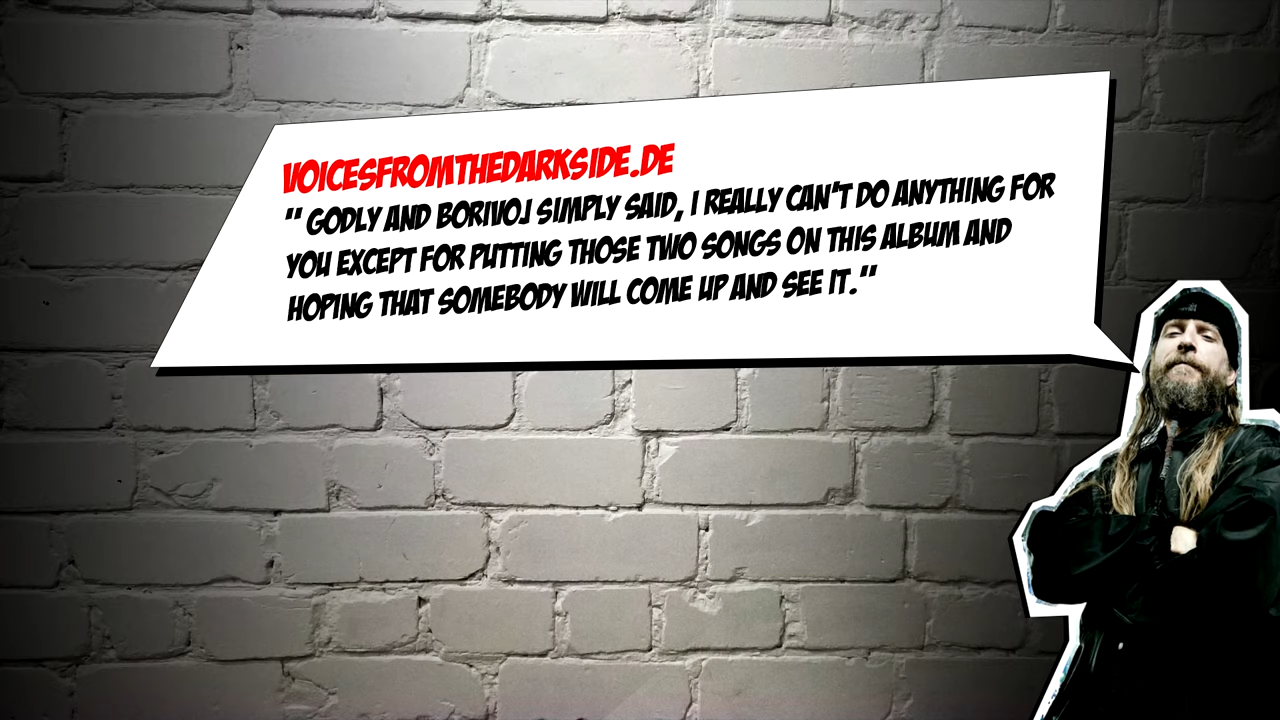 VOICESFROMTHEDARKSIDE.DE
" GODLY AND BORIVOJ SIMPLY SAID, I REALLY CAN'T DO ANYTHING FOR
YOU EXCEPT FOR PUTTING THOSE TWO SONGS ON THIS ALBUM AND
HOPING THAT SOMEBODY WILL COME UP AND SEE IT."